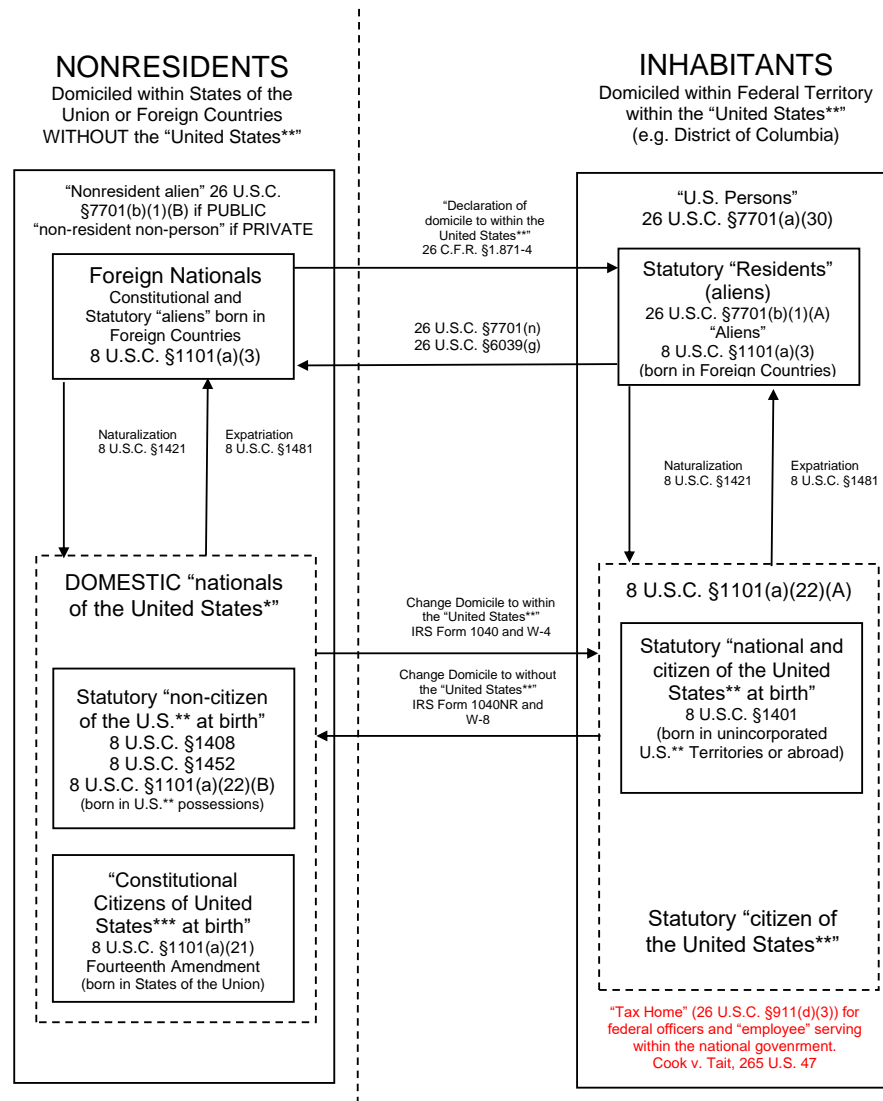 NONRESIDENTS
Domiciled within States of the
Union or Foreign Countries
WITHOUT the “United States**”
INHABITANTS
Domiciled within Federal Territory
within the “United States**”
(e.g. District of Columbia)
“Nonresident alien” 26 U.S.C.
§7701(b)(1)(B) if PUBLIC
“non-resident non-person” if PRIVATE
Foreign Nationals
Constitutional and
Statutory “aliens” born in
Foreign Countries
8 U.S.C. §1101(a)(3)
“Declaration of
domicile to within the
United States**”
26 C.F.R. §1.871-4
26 U.S.C. §7701(n)
26 U.S.C. §6039(g)
“U.S. Persons”
26 U.S.C. §7701(a)(30)
Statutory “Residents”
(aliens)
26 U.S.C. §7701(b)(1)(A)
“Aliens”
8 U.S.C. §1101(a)(3)
(born in Foreign Countries)
Naturalization
8 U.S.C. §1421
Expatriation
8 U.S.C. §1481
Naturalization
8 U.S.C. §1421
Expatriation
8 U.S.C. §1481
DOMESTIC “nationals
of the United States*”
Statutory “non-citizen
of the U.S.** at birth”
8 U.S.C. §1408
8 U.S.C. §1452
8 U.S.C. §1101(a)(22)(B)
(born in U.S.** possessions)
“Constitutional
Citizens of United
States*** at birth”
8 U.S.C. §1101(a)(21)
Fourteenth Amendment
(born in States of the Union)
Change Domicile to within
the “United States**”
IRS Form 1040 and W-4
Change Domicile to without
the “United States**”
IRS Form 1040NR and
W-8
8 U.S.C. §1101(a)(22)(A)
Statutory “national and
citizen of the United
States** at birth”
8 U.S.C. §1401
(born in unincorporated
U.S.** Territories or abroad)
Statutory “citizen of
the United States**”
“Tax Home” (26 U.S.C. §911(d)(3)) for
federal officers and “employee” serving
within the national govenrment.
Cook v. Tait, 265 U.S. 47